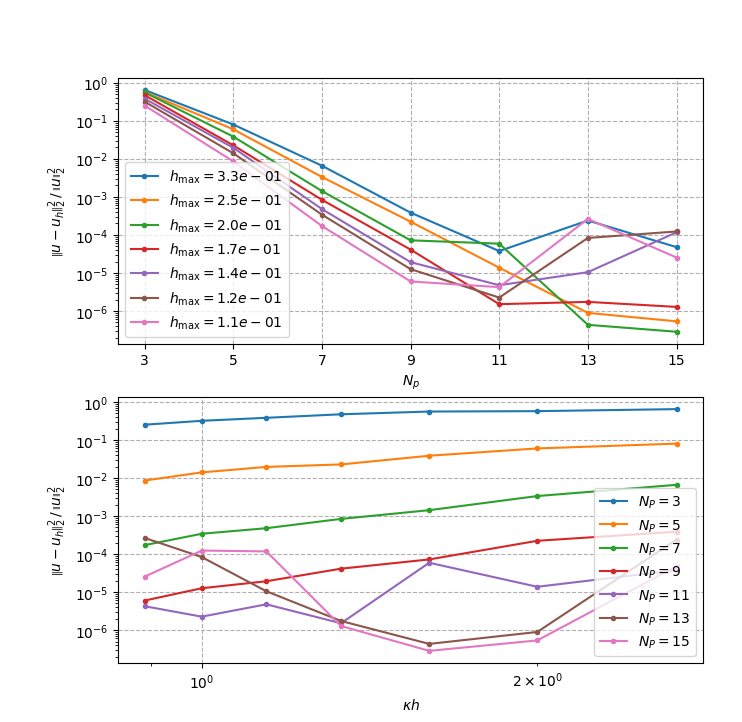 10⁰
10⁻¹
10⁻²
10⁻³
10⁻⁴
10⁻⁵
10⁻⁶
‖u − u_h‖₂² / ‖u‖₂²
h_max = 3.3e − 01
h_max = 2.5e − 01
h_max = 2.0e − 01
h_max = 1.7e − 01
h_max = 1.4e − 01
h_max = 1.2e − 01
h_max = 1.1e − 01
3 5 7 9 11 13 15
N_p
10⁰
10⁻¹
10⁻²
10⁻³
10⁻⁴
10⁻⁵
10⁻⁶
‖u − u_h‖₂² / ‖u‖₂²
N_P = 3
N_P = 5
N_P = 7
N_P = 9
N_P = 11
N_P = 13
N_P = 15
10⁰ 2 × 10⁰
κh